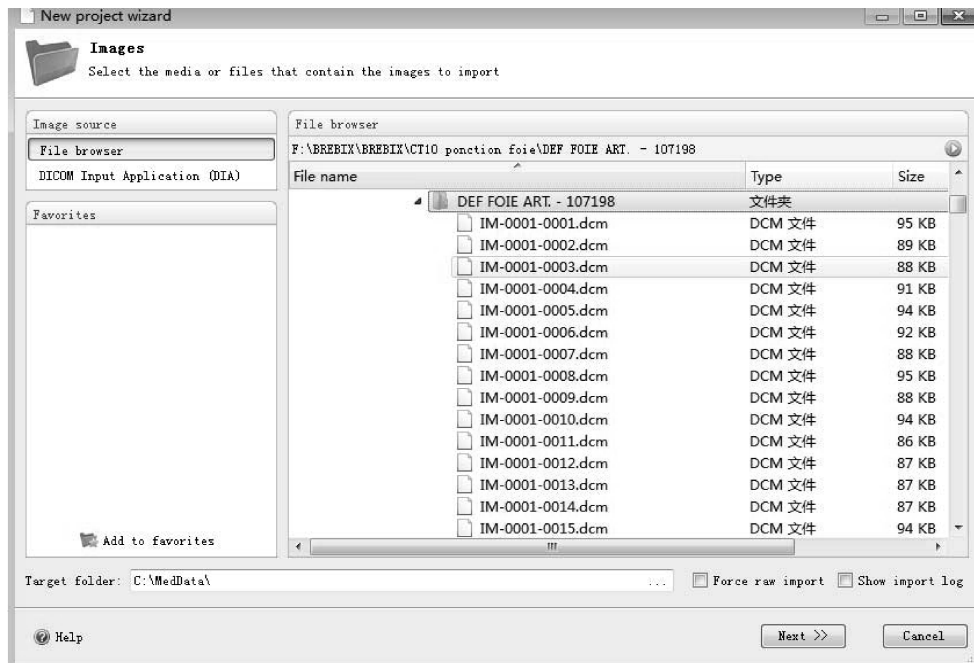 New project wizard
Images
Select the media or files that contain the images to import
Image source
File browser
DICOM Input Application (DIA)
Favorites
Add to favorites
File browser
F:\BREBIX\BREBIX\CT10 ponction foie\DEF FOIE ART. - 107198
File name Type Size
DEF FOIE ART. - 107198 文件夹
IM-0001-0001.dcm DCM 文件 95 KB
IM-0001-0002.dcm DCM 文件 89 KB
IM-0001-0003.dcm DCM 文件 88 KB
IM-0001-0004.dcm DCM 文件 91 KB
IM-0001-0005.dcm DCM 文件 94 KB
IM-0001-0006.dcm DCM 文件 92 KB
IM-0001-0007.dcm DCM 文件 88 KB
IM-0001-0008.dcm DCM 文件 95 KB
IM-0001-0009.dcm DCM 文件 88 KB
IM-0001-0010.dcm DCM 文件 94 KB
IM-0001-0011.dcm DCM 文件 86 KB
IM-0001-0012.dcm DCM 文件 87 KB
IM-0001-0013.dcm DCM 文件 87 KB
IM-0001-0014.dcm DCM 文件 87 KB
IM-0001-0015.dcm DCM 文件 94 KB
Target folder: C:\MedData\ ... Force raw import Show import log
Help Next >> Cancel